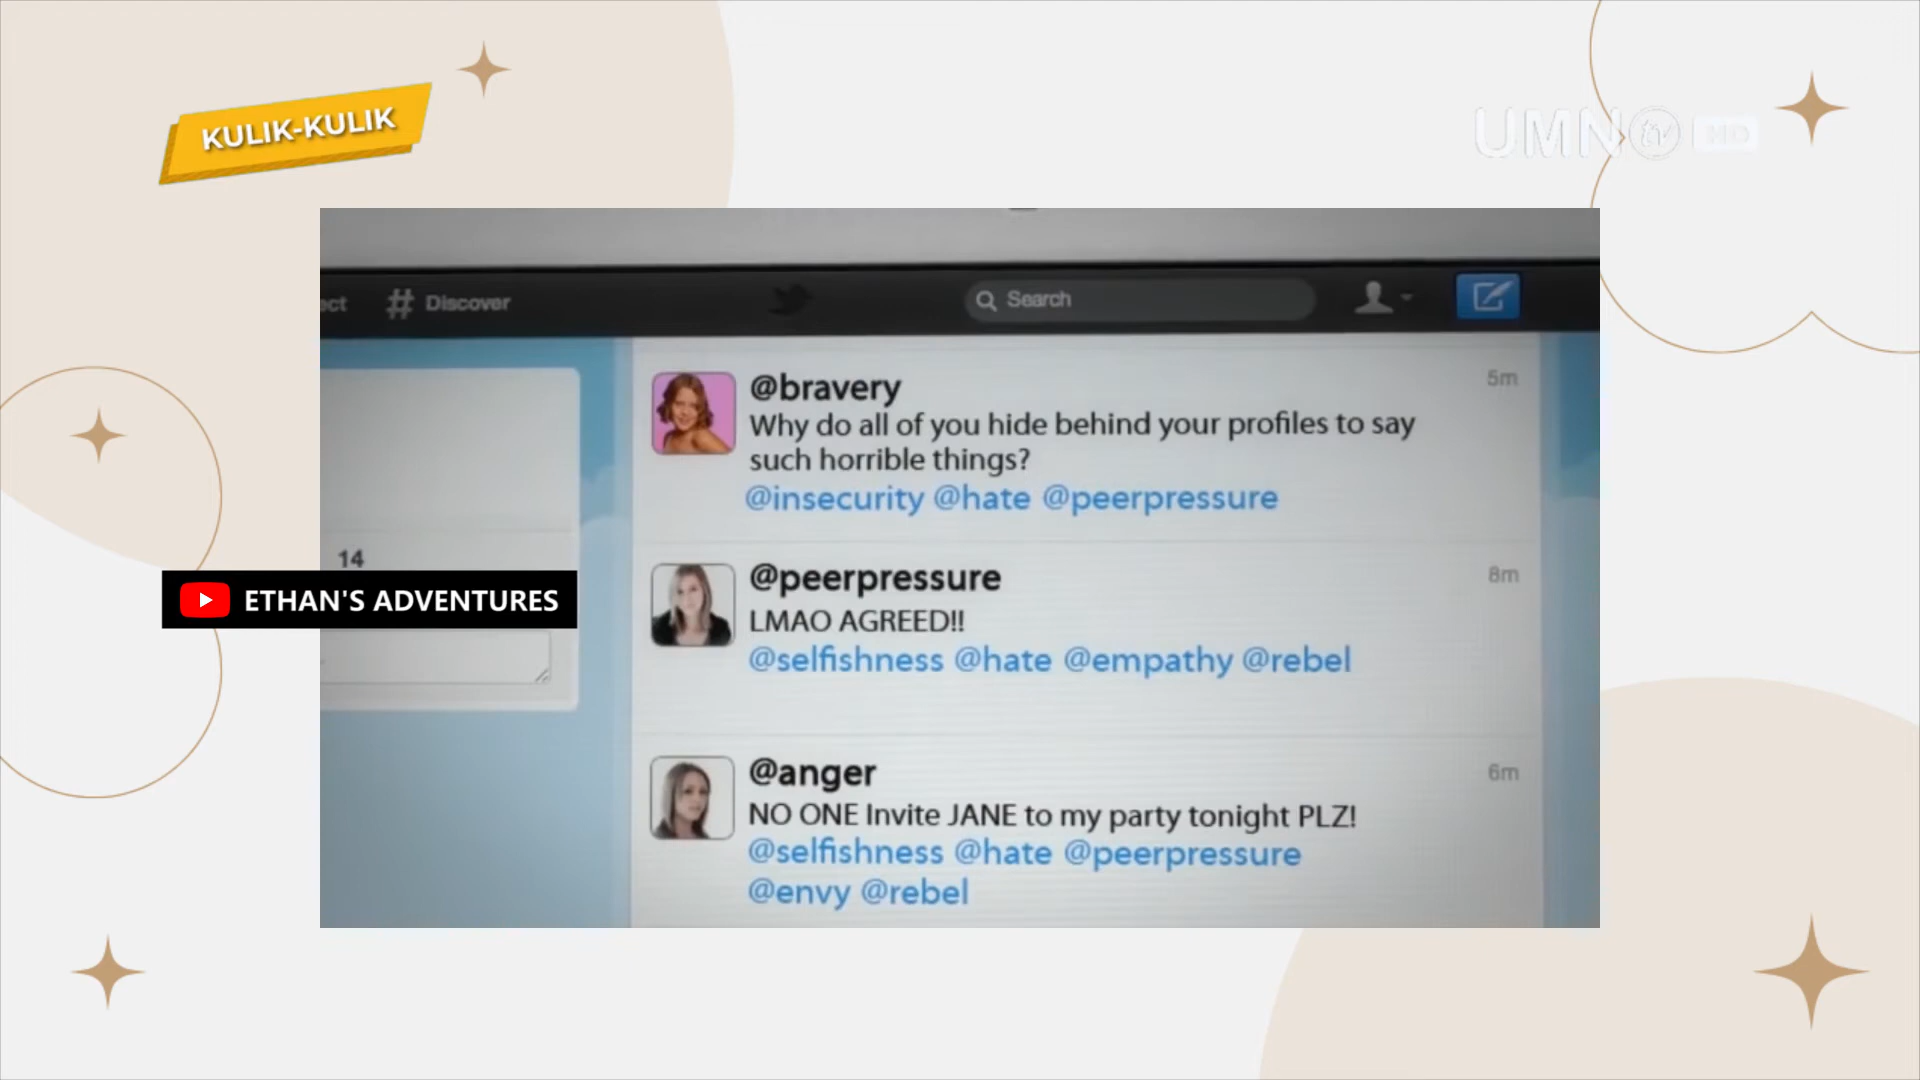 KULIK-KULIK
UMN tv HD
ect # Discover
Search
@bravery
5m
Why do all of you hide behind your profiles to say
such horrible things?
@insecurity @hate @peerpressure
14
@peerpressure
8m
LMAO AGREED!!
@selfishness @hate @empathy @rebel
ETHAN'S ADVENTURES
@anger
6m
NO ONE Invite JANE to my party tonight PLZ!
@selfishness @hate @peerpressure
@envy @rebel